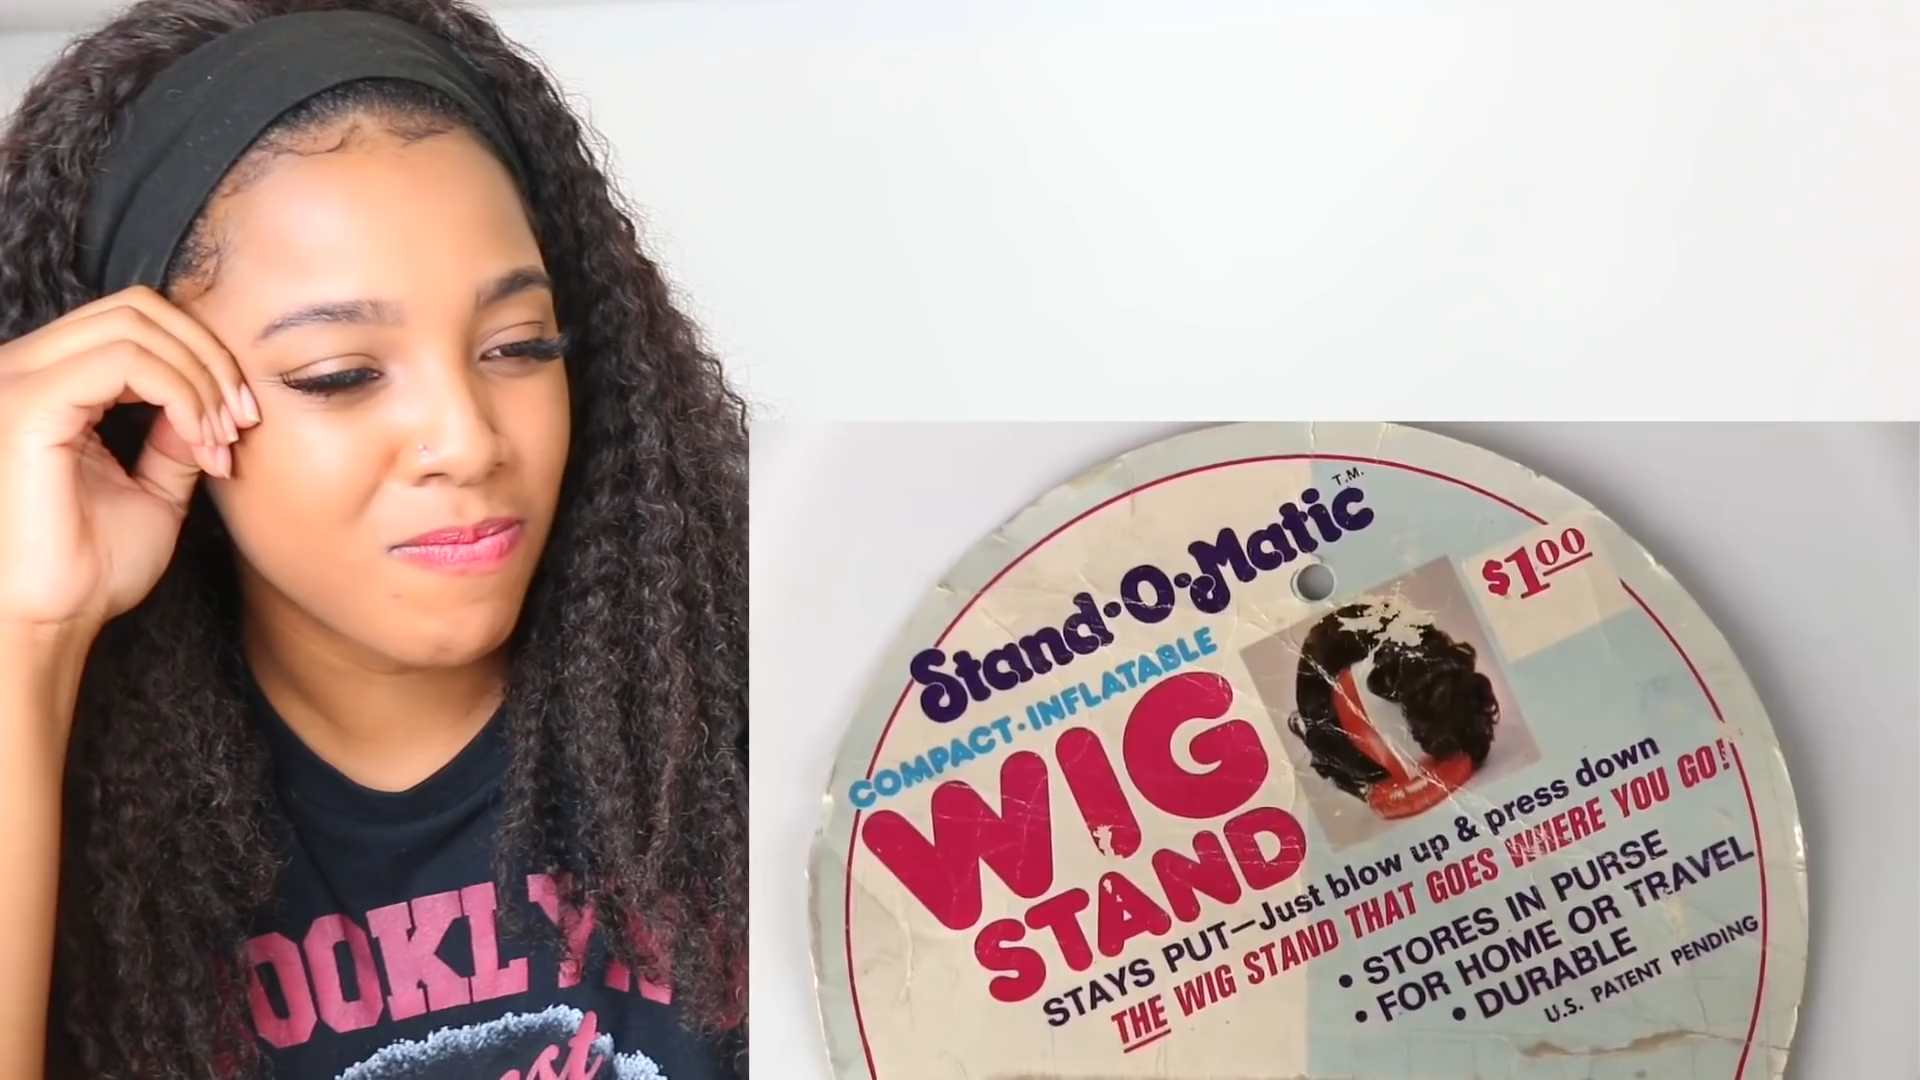 Stand-O-Matic T.M.
$1.00
COMPACT·INFLATABLE
WIG
STAND
STAYS PUT—Just blow up & press down
THE WIG STAND THAT GOES WHERE YOU GO!
• STORES IN PURSE
• FOR HOME OR TRAVEL
• DURABLE
U.S. PATENT PENDING